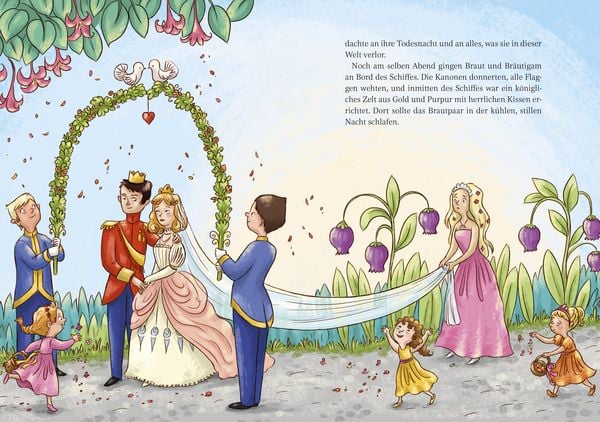 dachte an ihre Todesnacht und an alles, was sie in dieser
Welt verlor.
Noch am selben Abend gingen Braut und Bräutigam
an Bord des Schiffes. Die Kanonen donnerten, alle Flag-
gen wehten, und inmitten des Schiffes war ein königli-
ches Zelt aus Gold und Purpur mit herrlichen Kissen er-
richtet. Dort sollte das Brautpaar in der kühlen, stillen
Nacht schlafen.